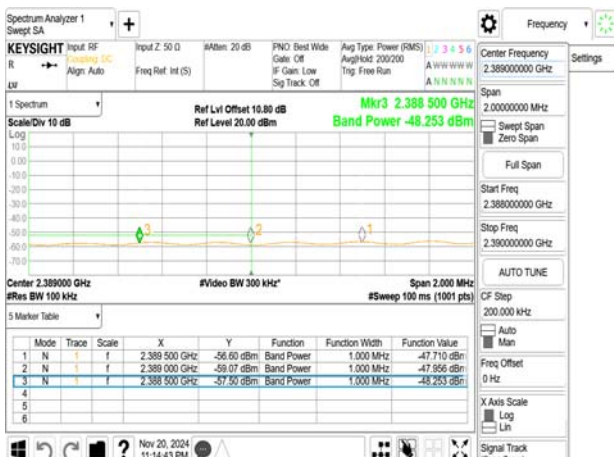 Spectrum Analyzer 1
Swept SA
+
Frequency
KEYSIGHT
R
Input: RF
Coupling: DC
Align: Auto
Input Z: 50 Ω
Freq Ref: Int (S)
#Atten: 20 dB
PNO: Best Wide
Gate: Off
IF Gain: Low
Sig Track: Off
Avg Type: Power (RMS)
Avg|Hold: 200/200
Trig: Free Run
1 2 3 4 5 6
A W W W W W
A N N N N N
1 Spectrum
Scale/Div 10 dB
Ref Lvl Offset 10.80 dB
Ref Level 20.00 dBm
Mkr3 2.388 500 GHz
Band Power -48.253 dBm
Log
10.0
0.00
-10.0
-20.0
-30.0
-40.0
-50.0
-60.0
-70.0
3
2
1
Center 2.389000 GHz
#Res BW 100 kHz
#Video BW 300 kHz*
Span 2.000 MHz
#Sweep 100 ms (1001 pts)
5 Marker Table
Mode Trace Scale X Y Function Function Width Function Value
1 N 1 f 2.389 500 GHz -56.60 dBm Band Power 1.000 MHz -47.710 dBm
2 N 1 f 2.389 000 GHz -59.07 dBm Band Power 1.000 MHz -47.956 dBm
3 N 1 f 2.388 500 GHz -57.50 dBm Band Power 1.000 MHz -48.253 dBm
4
5
6
?
Nov 20, 2024
11:14:43 PM
Center Frequency
2.389000000 GHz
Settings
Span
2.00000000 MHz
Swept Span
Zero Span
Full Span
Start Freq
2.388000000 GHz
Stop Freq
2.390000000 GHz
AUTO TUNE
CF Step
200.000 kHz
Auto
Man
Freq Offset
0 Hz
X Axis Scale
Log
Lin
Signal Track